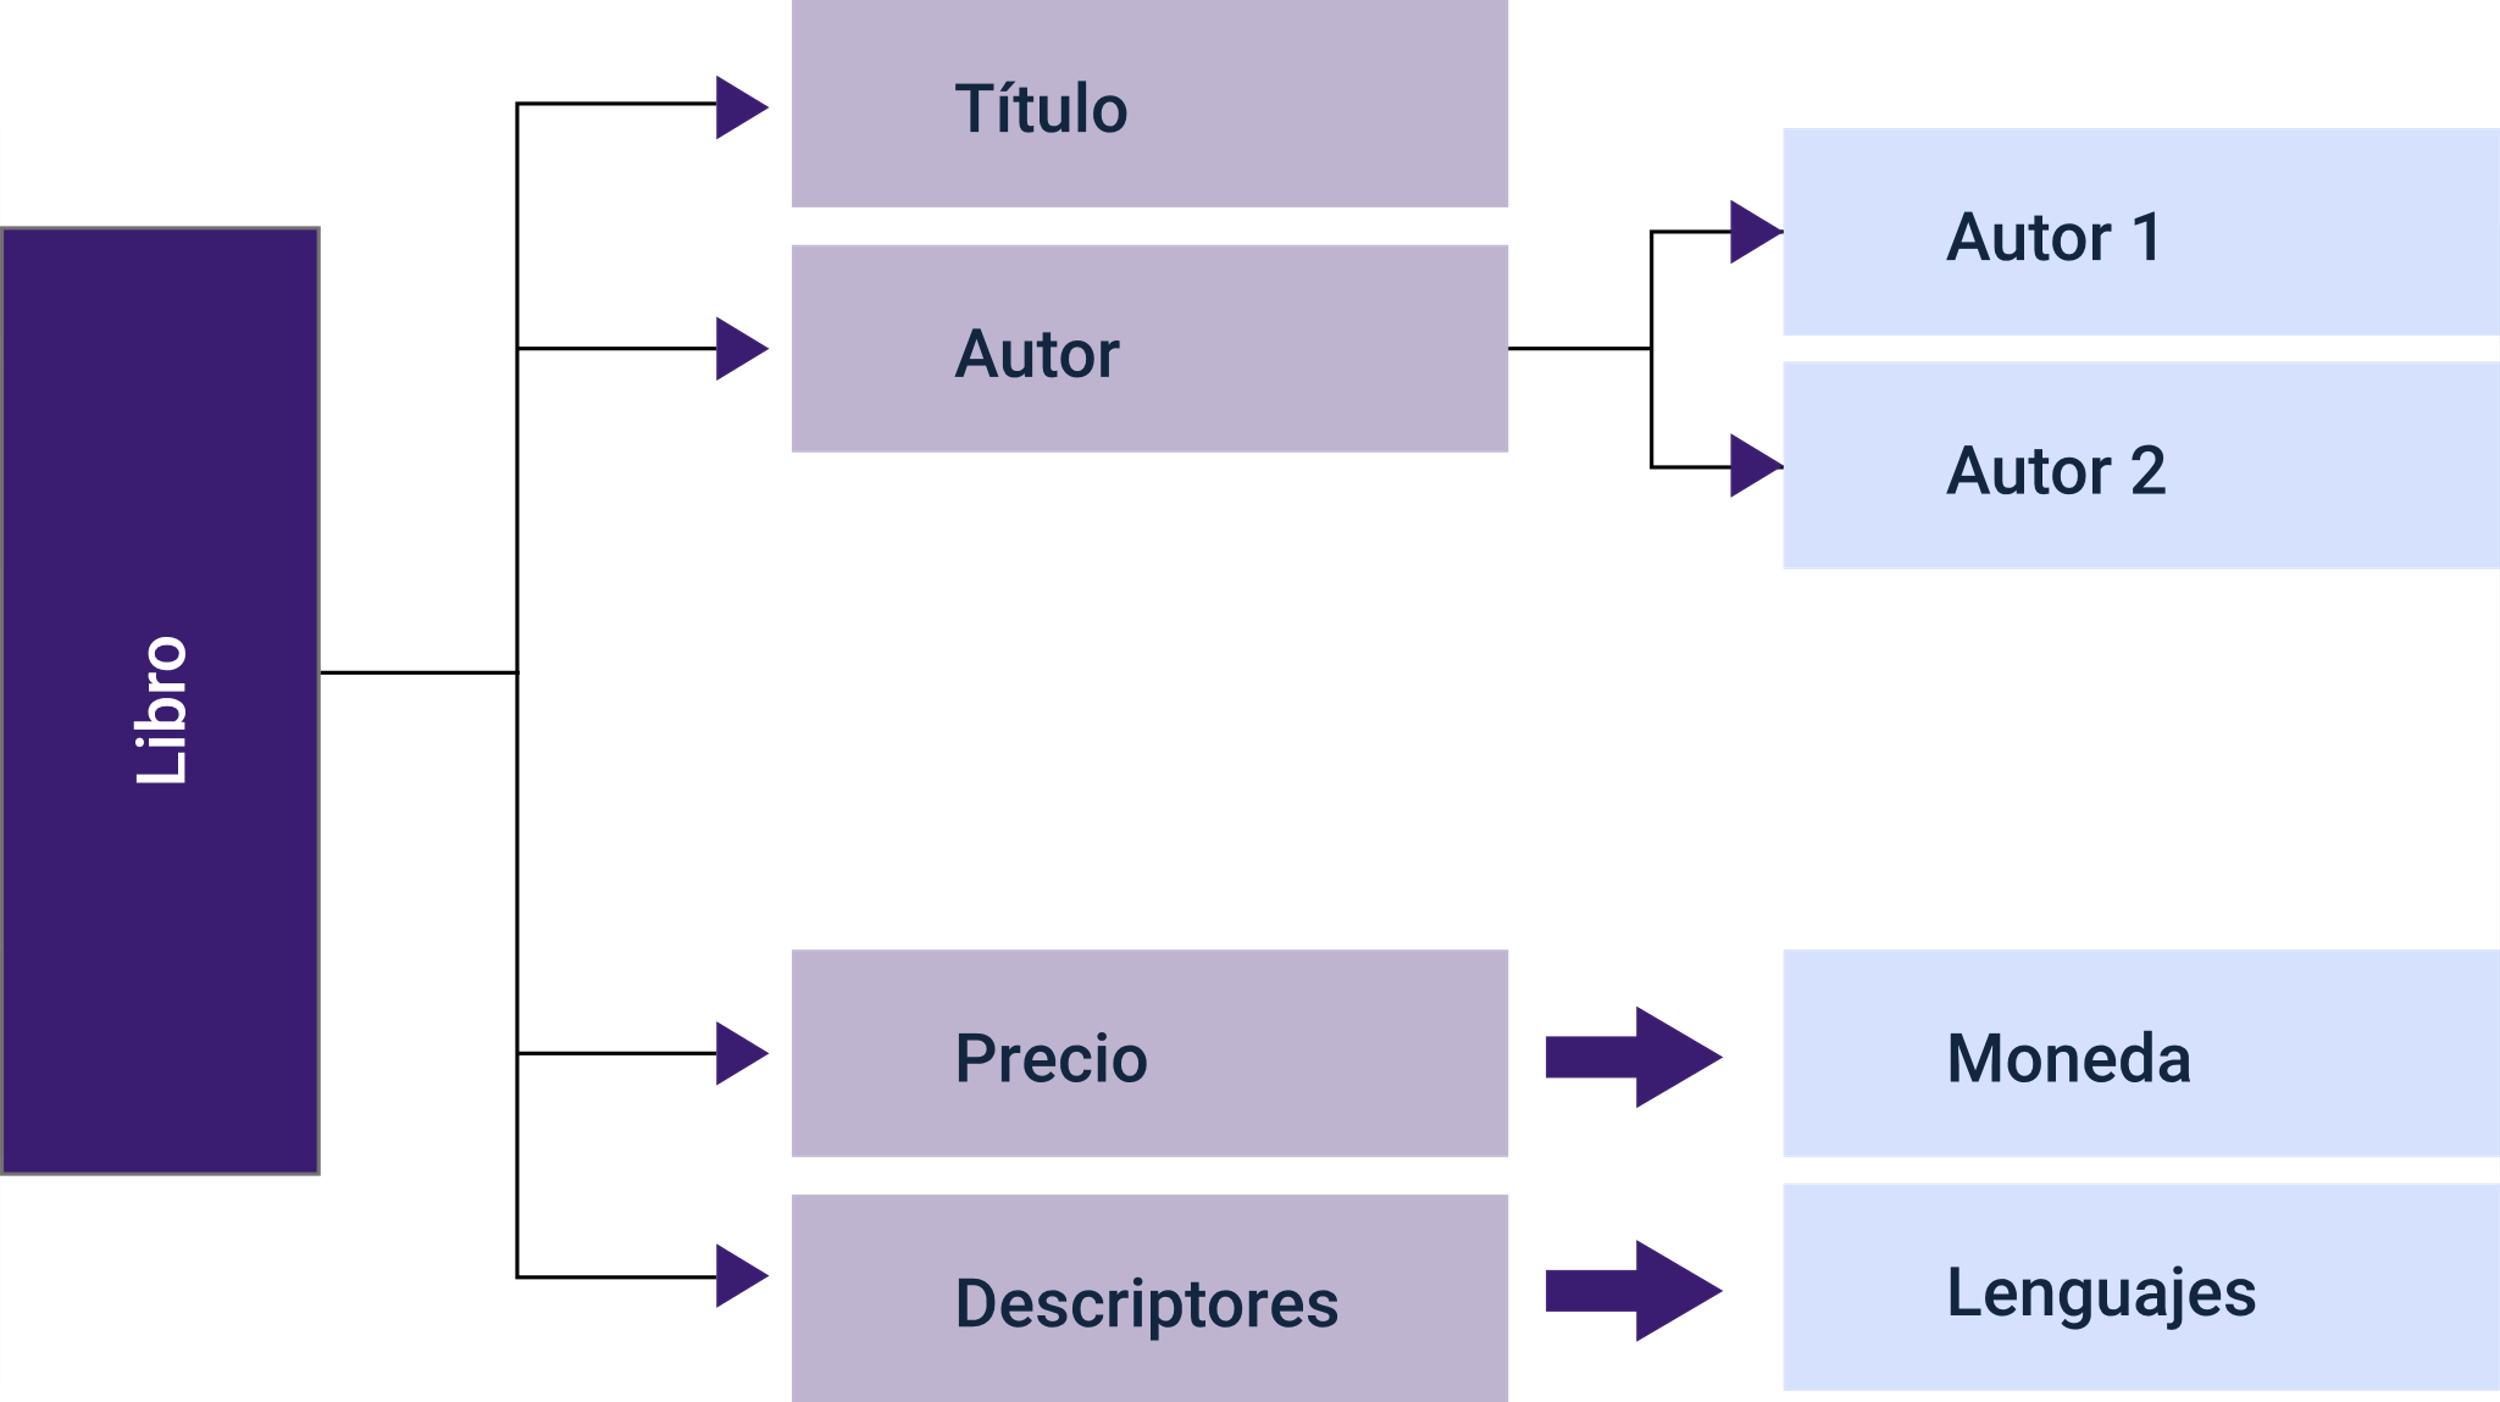 Libro
Título
Autor
Autor 1
Autor 2
Precio
Moneda
Descriptores
Lenguajes